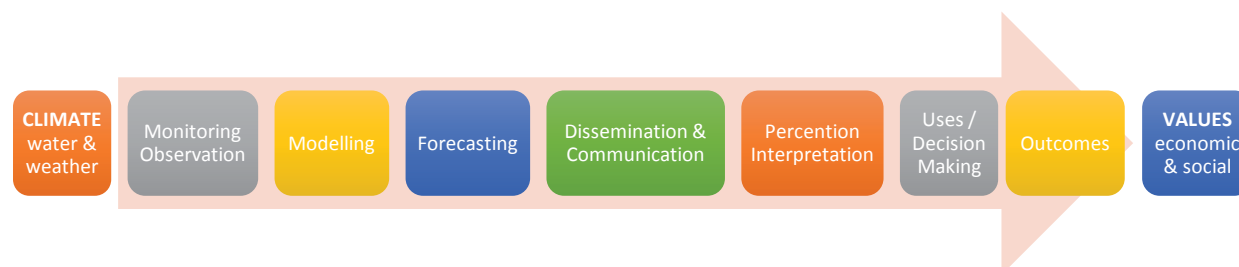 CLIMATE
water &
weather
Monitoring
Observation
Modelling
Forecasting
Dissemination &
Communication
Percention
Interpretation
Uses /
Decision
Making
Outcomes
VALUES
economic
& social